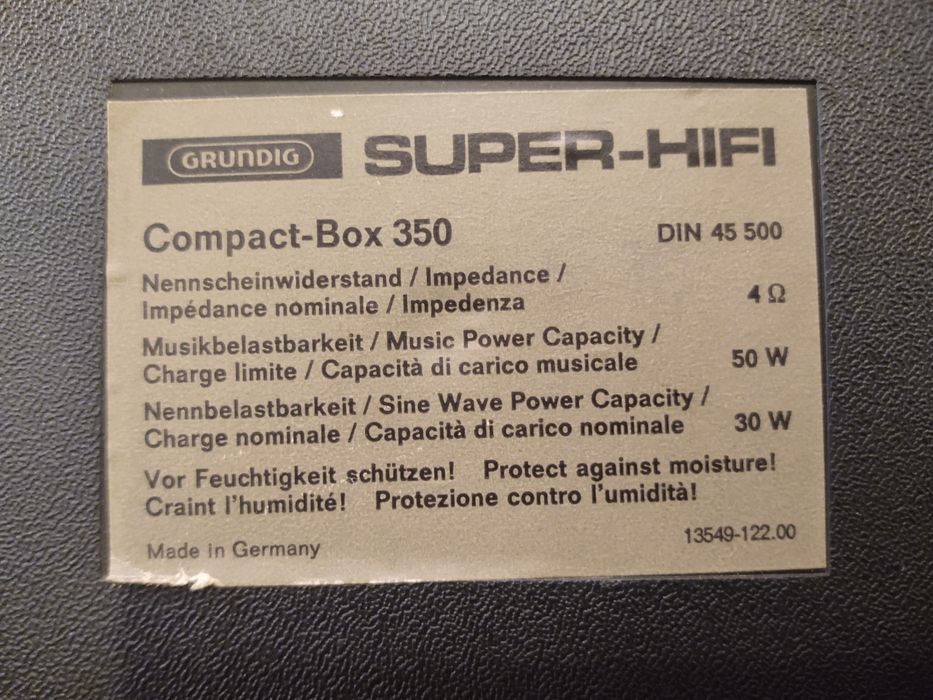 GRUNDIG SUPER-HIFI
Compact-Box 350 DIN 45 500
Nennscheinwiderstand / Impedance /
Impédance nominale / Impedenza 4 Ω
Musikbelastbarkeit / Music Power Capacity /
Charge limite / Capacità di carico musicale 50 W
Nennbelastbarkeit / Sine Wave Power Capacity /
Charge nominale / Capacità di carico nominale 30 W
Vor Feuchtigkeit schützen! Protect against moisture!
Craint l'humidité! Protezione contro l'umidità!
Made in Germany 13549-122.00